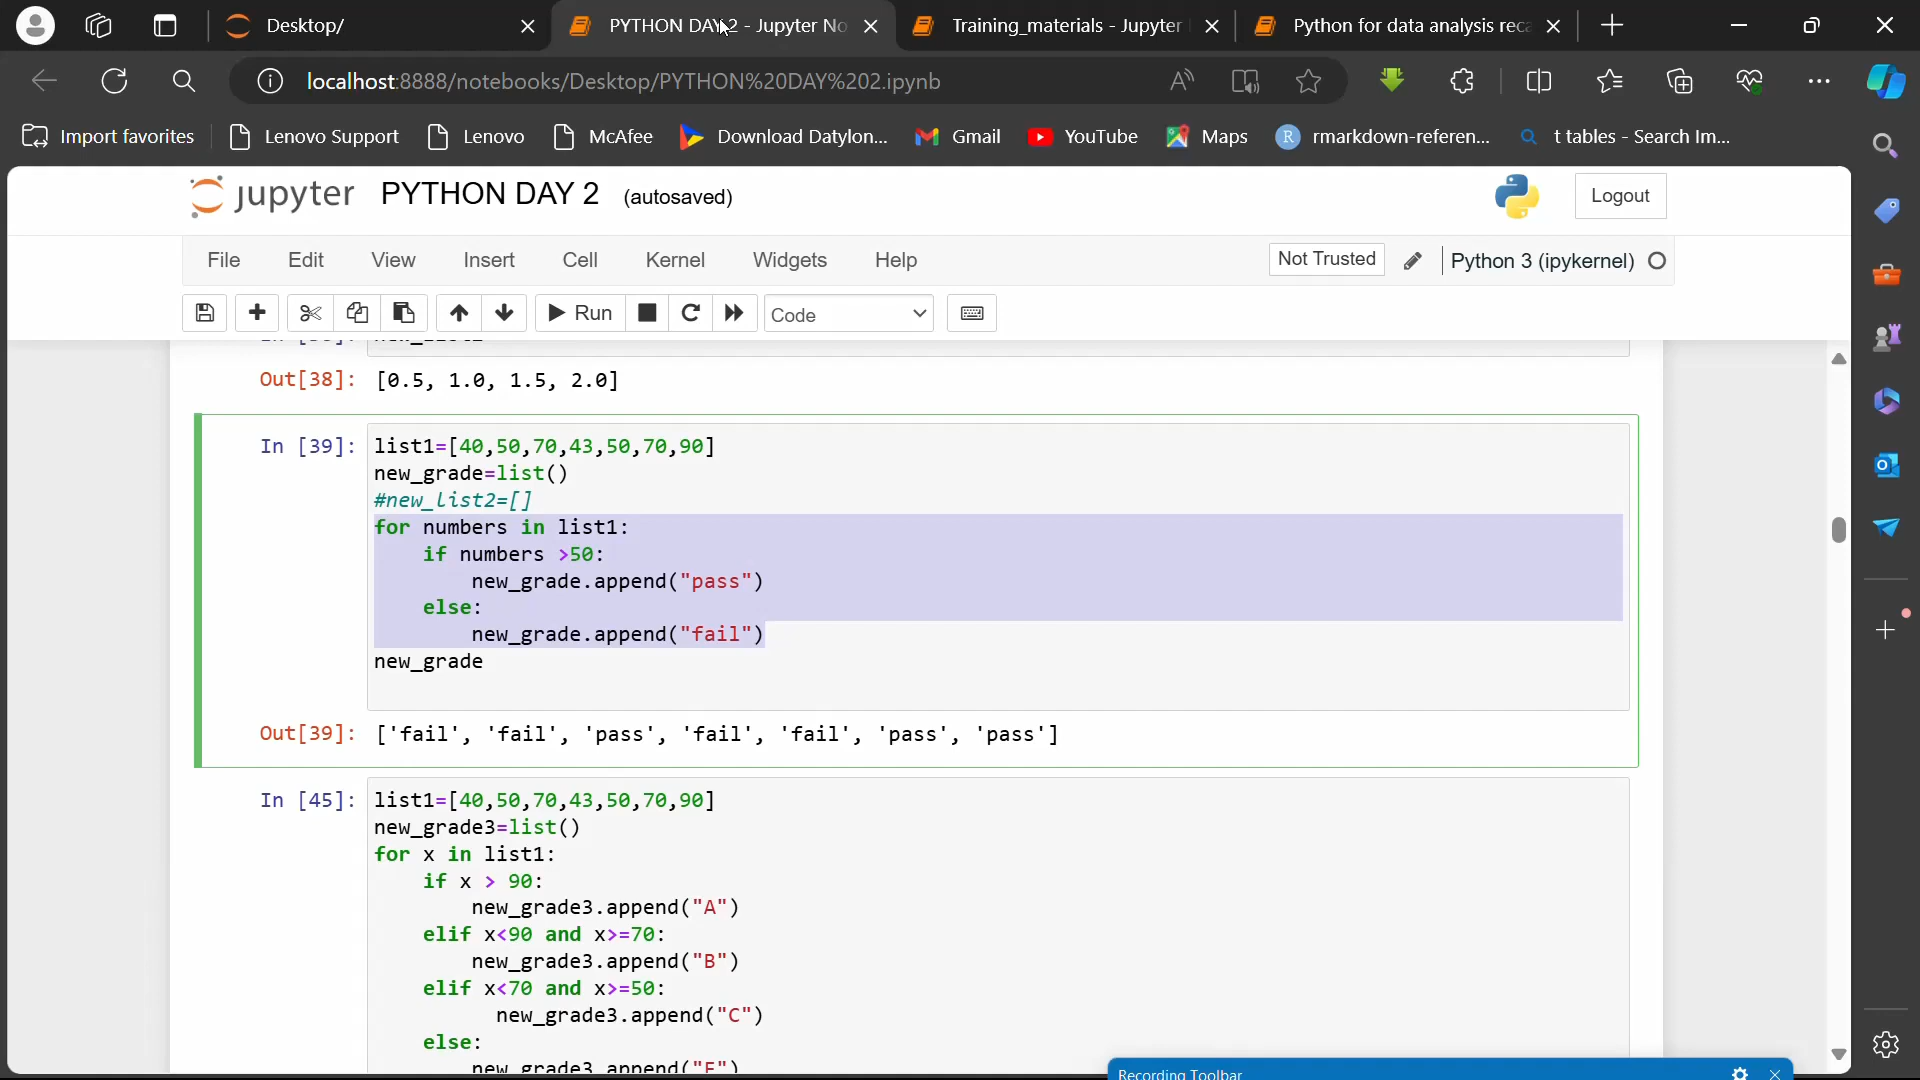 Desktop/
PYTHON DAY 2 - Jupyter No
Training_materials - Jupyter
Python for data analysis reca
localhost:8888/notebooks/Desktop/PYTHON%20DAY%202.ipynb
Import favorites
Lenovo Support
Lenovo
McAfee
Download Datylon...
Gmail
YouTube
Maps
rmarkdown-referen...
t tables - Search Im...
jupyter PYTHON DAY 2 (autosaved)
Logout
File Edit View Insert Cell Kernel Widgets Help
Not Trusted
Python 3 (ipykernel)
Run
Code
Out[38]: [0.5, 1.0, 1.5, 2.0]
In [39]: list1=[40,50,70,43,50,70,90]
new_grade=list()
#new_list2=[]
for numbers in list1:
if numbers >50:
new_grade.append("pass")
else:
new_grade.append("fail")
new_grade
Out[39]: ['fail', 'fail', 'pass', 'fail', 'fail', 'pass', 'pass']
In [45]: list1=[40,50,70,43,50,70,90]
new_grade3=list()
for x in list1:
if x > 90:
new_grade3.append("A")
elif x<90 and x>=70:
new_grade3.append("B")
elif x<70 and x>=50:
new_grade3.append("C")
else:
Recording Toolbar